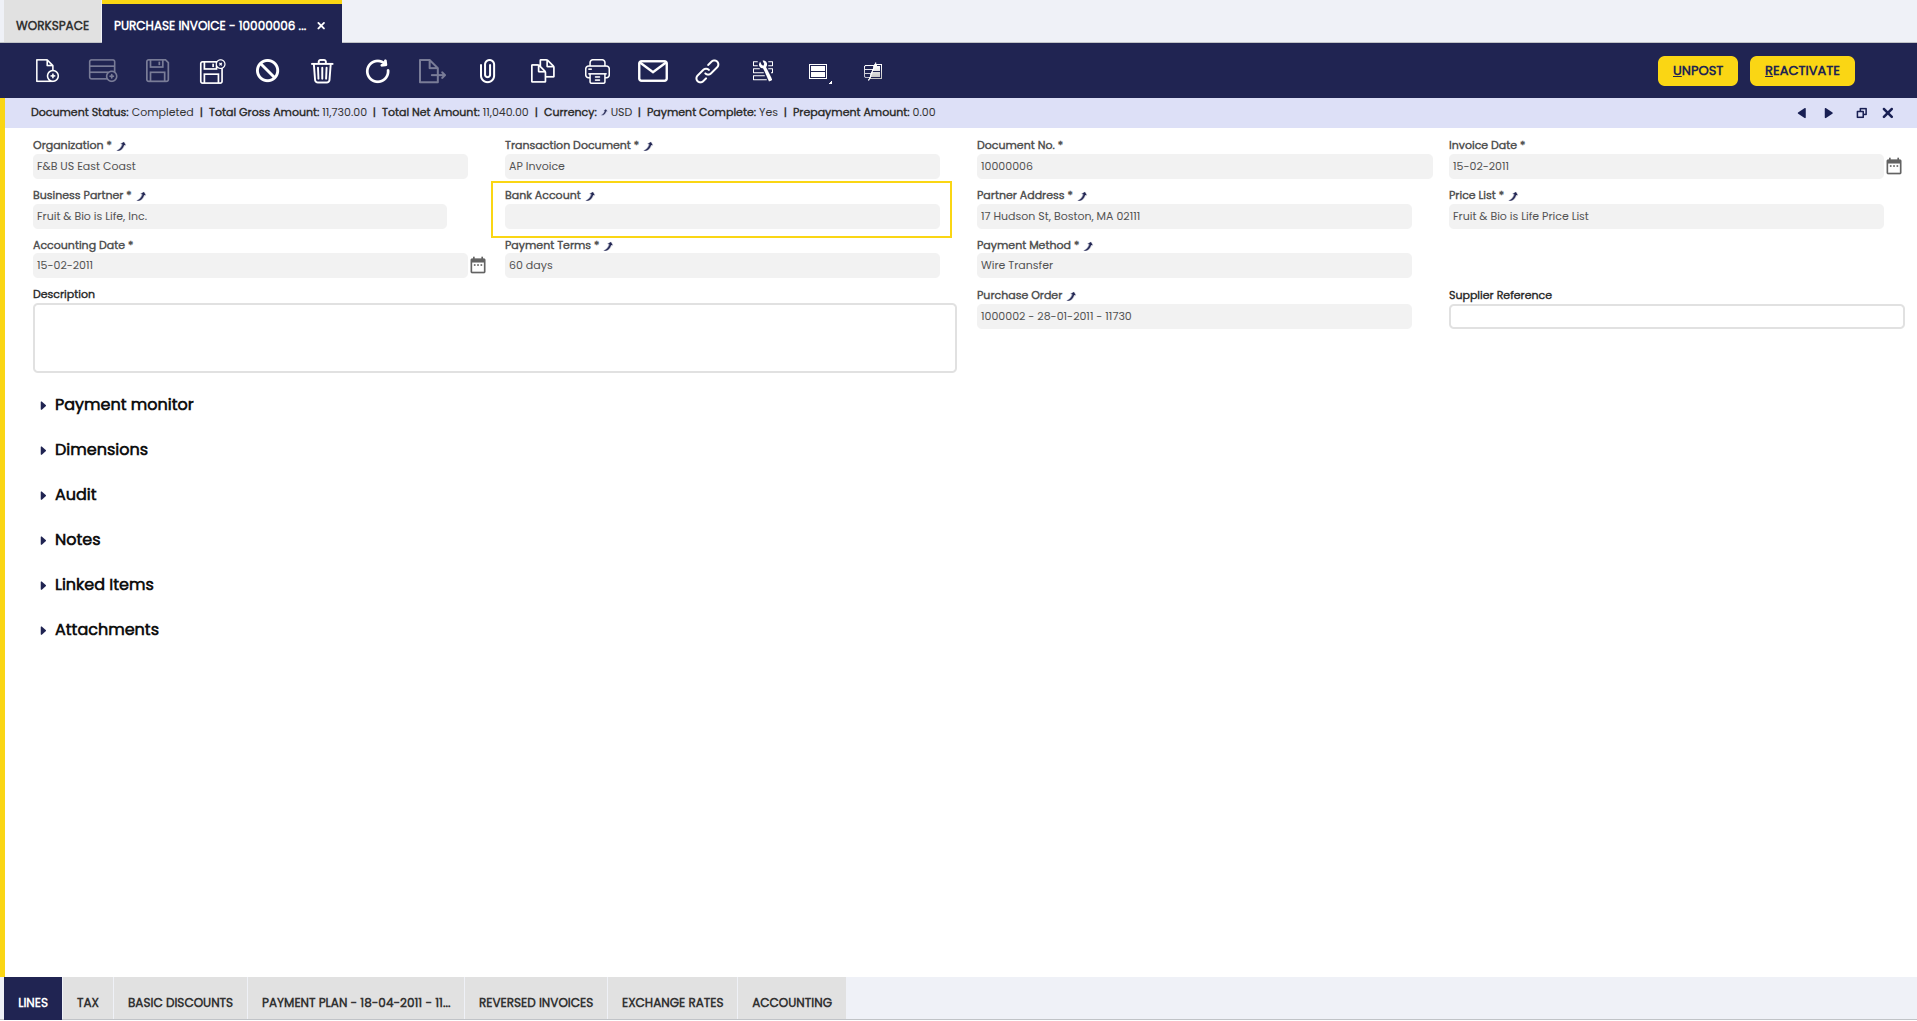 WORKSPACE PURCHASE INVOICE - 10000006 ...
UNPOST REACTIVATE
Document Status: Completed | Total Gross Amount: 11,730.00 | Total Net Amount: 11,040.00 | Currency: USD | Payment Complete: Yes | Prepayment Amount: 0.00
Organization * Transaction Document * Document No. * Invoice Date *
F&B US East Coast AP Invoice 10000006 15-02-2011
Business Partner * Bank Account Partner Address * Price List *
Fruit & Bio is Life, Inc. 17 Hudson St, Boston, MA 02111 Fruit & Bio is Life Price List
Accounting Date * Payment Terms * Payment Method *
15-02-2011 60 days Wire Transfer
Description Purchase Order Supplier Reference
1000002 - 28-01-2011 - 11730
Payment monitor
Dimensions
Audit
Notes
Linked Items
Attachments
LINES TAX BASIC DISCOUNTS PAYMENT PLAN - 18-04-2011 - 11... REVERSED INVOICES EXCHANGE RATES ACCOUNTING